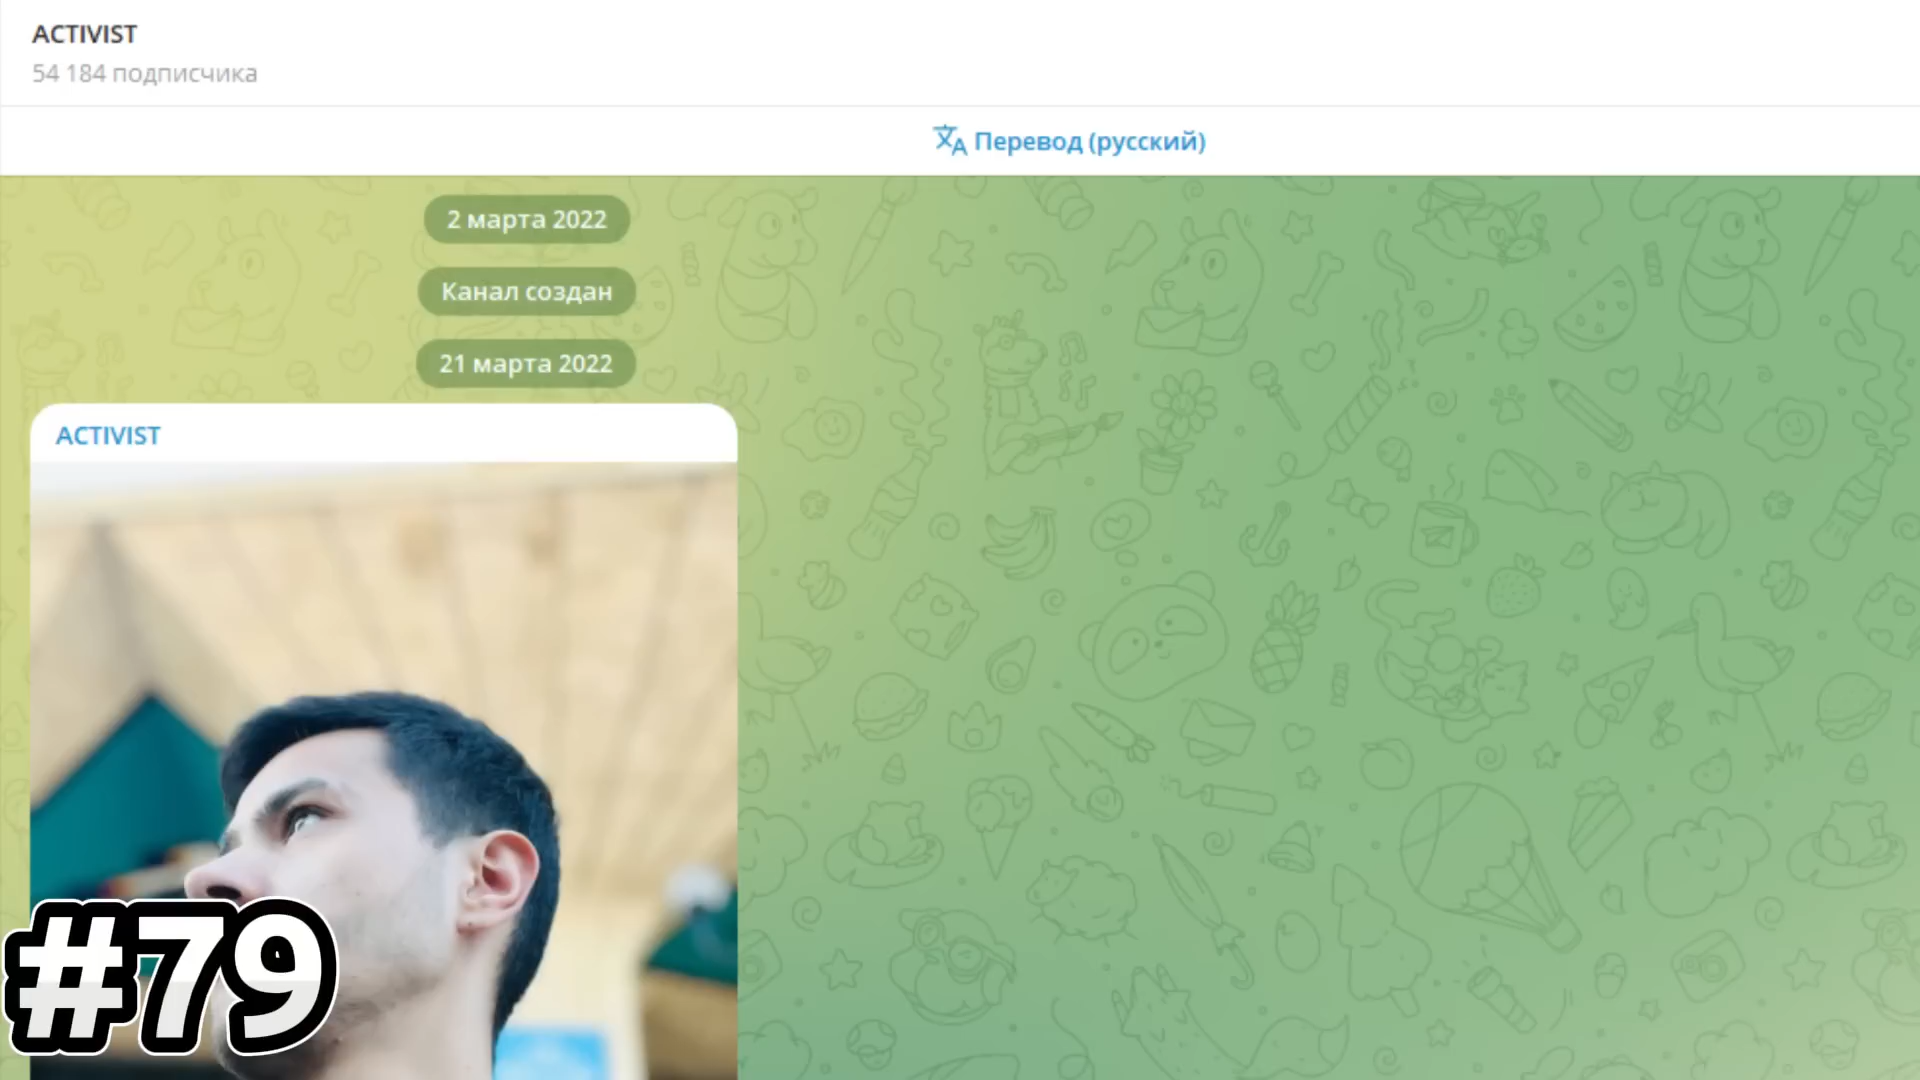 ACTIVIST
54 184 подписчика
Перевод (русский)
2 марта 2022
Канал создан
21 марта 2022
ACTIVIST
#79